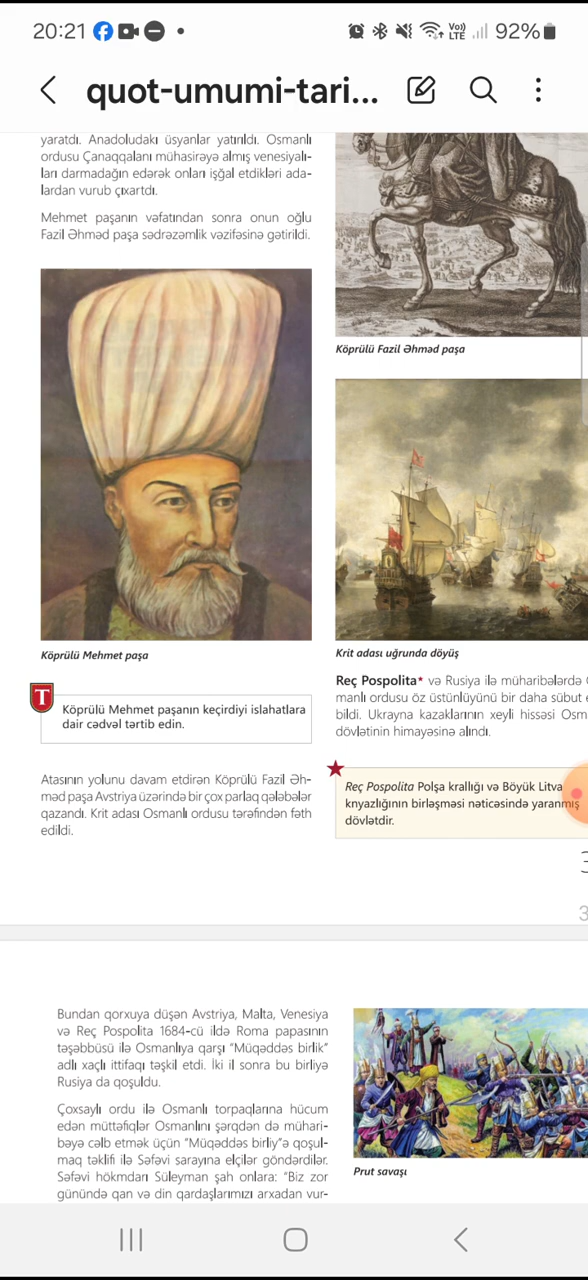 20:21
Vo))
LTE
92%
quot-umumi-tari...
yaratdı. Anadoludakı üsyanlar yatırıldı. Osmanlı
ordusu Çanaqqalanı mühasirəyə almış venesiyalı-
ları darmadağın edərək onları işğal etdikləri ada-
lardan vurub çıxartdı.
Mehmet paşanın vəfatından sonra onun oğlu
Fazil Əhməd paşa sədrəzəmlik vəzifəsinə gətirildi.
Köprülü Mehmet paşa
T
Köprülü Mehmet paşanın keçirdiyi islahatlara
dair cədvəl tərtib edin.
Atasının yolunu davam etdirən Köprülü Fazil Əh-
məd paşa Avstriya üzərində bir çox parlaq qələbələr
qazandı. Krit adası Osmanlı ordusu tərəfindən fəth
edildi.
Köprülü Fazil Əhməd paşa
Krit adası uğrunda döyüş
Reç Pospolita* və Rusiya ilə müharibələrdə
manlı ordusu öz üstünlüyünü bir daha sübut
bildi. Ukrayna kazaklarının xeyli hissəsi Osm
dövlətinin himayəsinə alındı.
Reç Pospolita Polşa krallığı və Böyük Litva
knyazlığının birləşməsi nəticəsində yaranmış
dövlətdir.
Bundan qorxuya düşən Avstriya, Malta, Venesiya
və Reç Pospolita 1684-cü ildə Roma papasının
təşəbbüsü ilə Osmanlıya qarşı "Müqəddəs birlik"
adlı xaçlı ittifaqı təşkil etdi. İki il sonra bu birliyə
Rusiya da qoşuldu.
Çoxsaylı ordu ilə Osmanlı torpaqlarına hücum
edən müttəfiqlər Osmanlını şərqdən də mühari-
bəyə cəlb etmək üçün "Müqəddəs birliy"ə qoşul-
maq təklifi ilə Səfəvi sarayına elçilər göndərdilər.
Səfəvi hökmdarı Süleyman şah onlara: "Biz zor
günündə qan və din qardaşlarımızı arxadan vur-
Prut savaşı